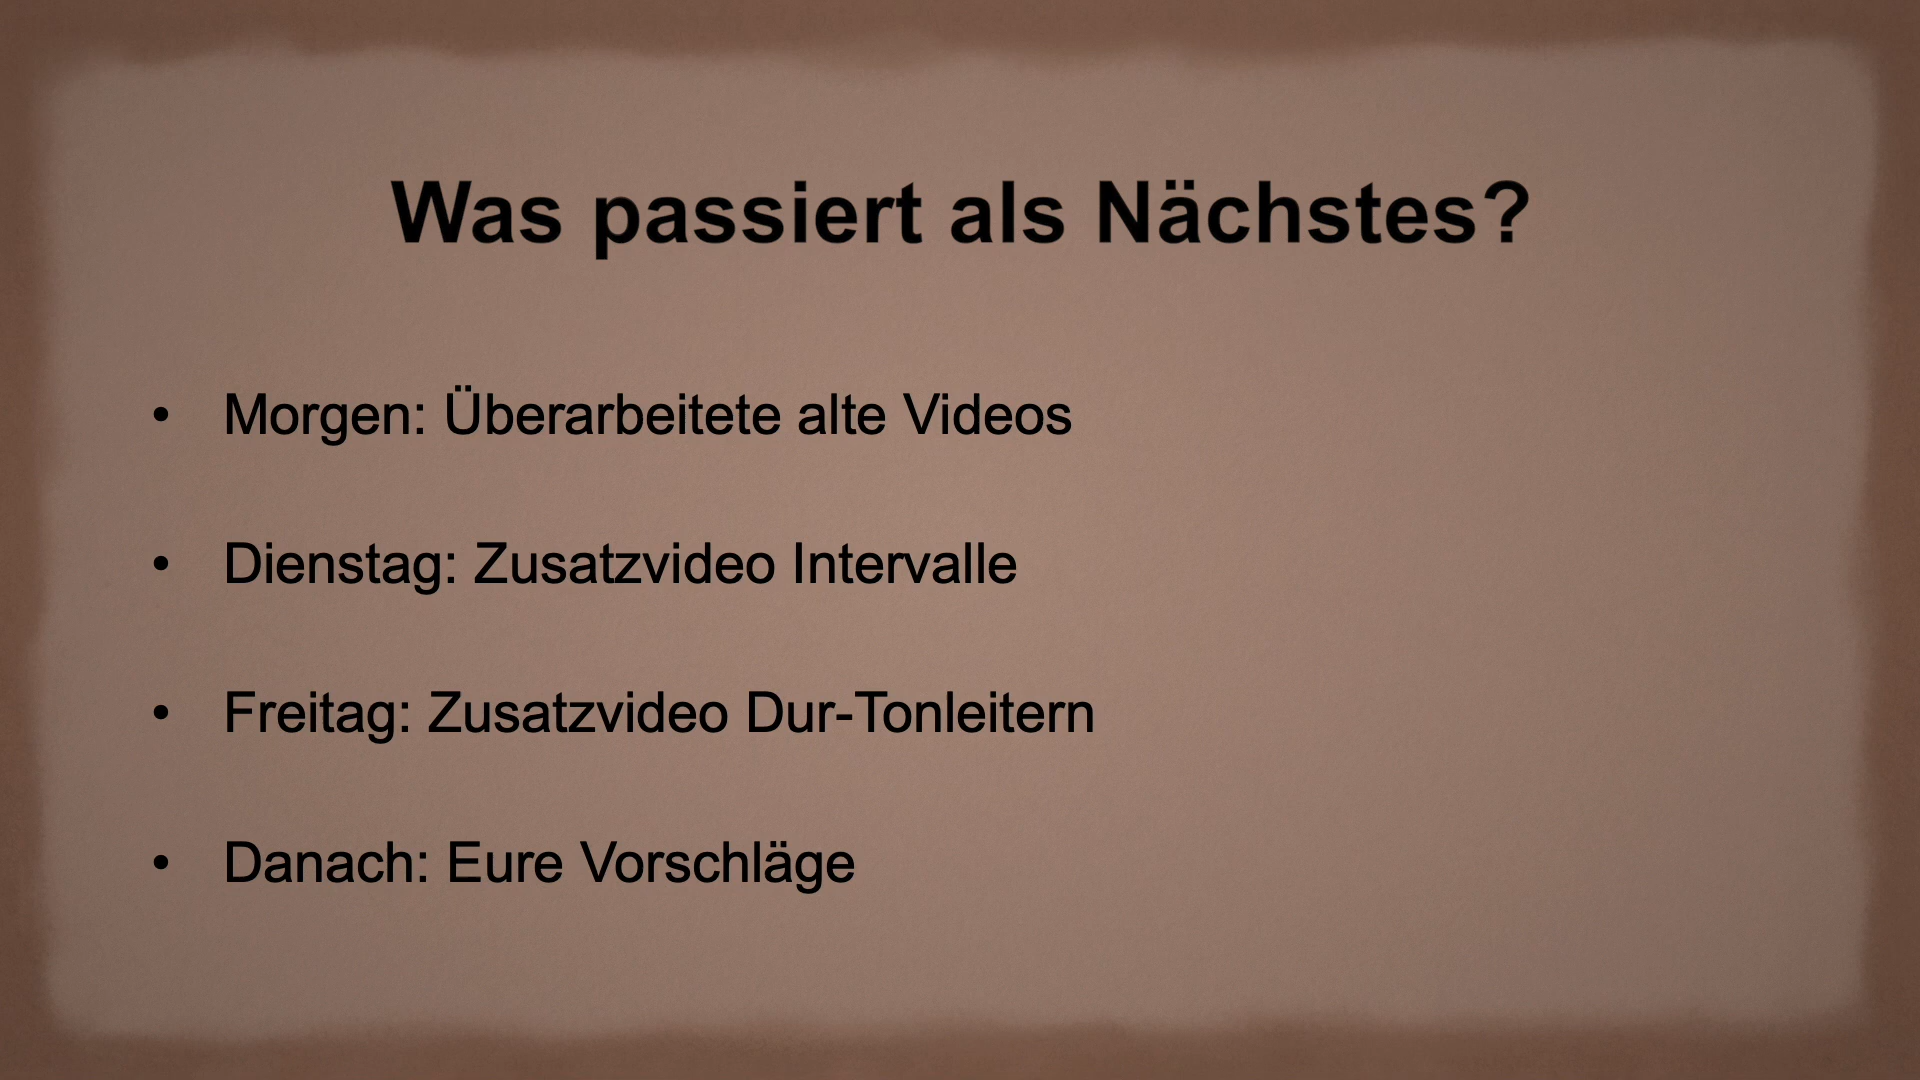 Was passiert als Nächstes?
• Morgen: Überarbeitete alte Videos
• Dienstag: Zusatzvideo Intervalle
• Freitag: Zusatzvideo Dur-Tonleitern
• Danach: Eure Vorschläge